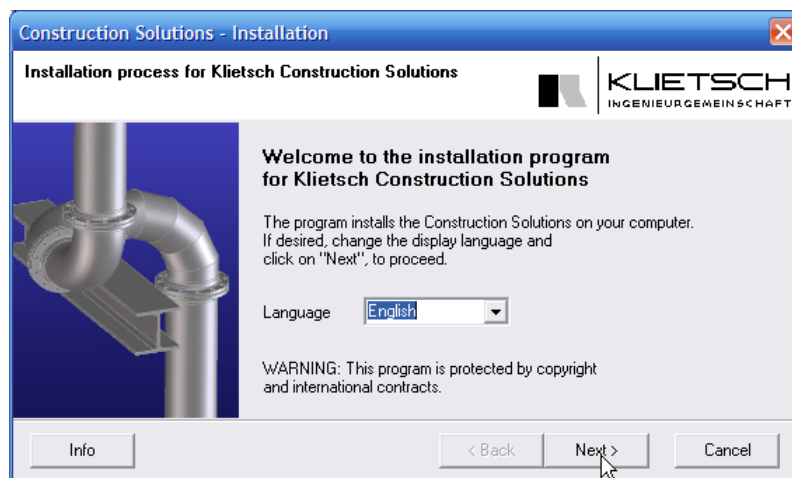 Construction Solutions - Installation
Installation process for Klietsch Construction Solutions
KLIETSCH
INGENIEURGEMEINSCHAFT
Welcome to the installation program
for Klietsch Construction Solutions
The program installs the Construction Solutions on your computer.
If desired, change the display language and
click on "Next", to proceed.
Language English
WARNING: This program is protected by copyright
and international contracts.
Info < Back Next > Cancel